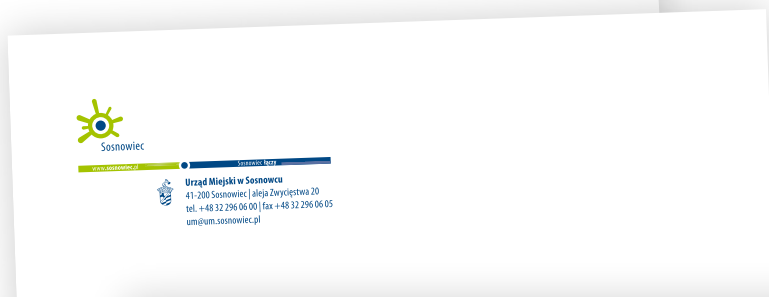 Sosnowiec
www.sosnowiec.pl
Sosnowiec łączy
Urząd Miejski w Sosnowcu
41-200 Sosnowiec | aleja Zwycięstwa 20
tel. +48 32 296 06 00 | fax +48 32 296 06 05
um@um.sosnowiec.pl